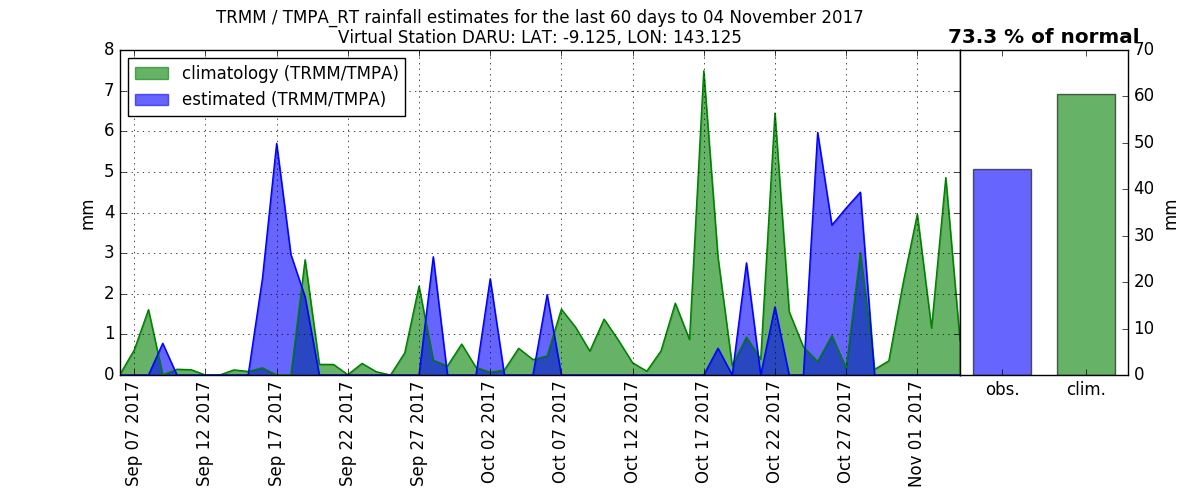 TRMM / TMPA_RT rainfall estimates for the last 60 days to 04 November 2017
Virtual Station DARU: LAT: -9.125, LON: 143.125
73.3 % of normal
climatology (TRMM/TMPA)
estimated (TRMM/TMPA)
8
7
6
5
4
3
2
1
0
mm
Sep 07 2017
Sep 12 2017
Sep 17 2017
Sep 22 2017
Sep 27 2017
Oct 02 2017
Oct 07 2017
Oct 12 2017
Oct 17 2017
Oct 22 2017
Oct 27 2017
Nov 01 2017
obs.
clim.
70
60
50
40
30
20
10
0
mm